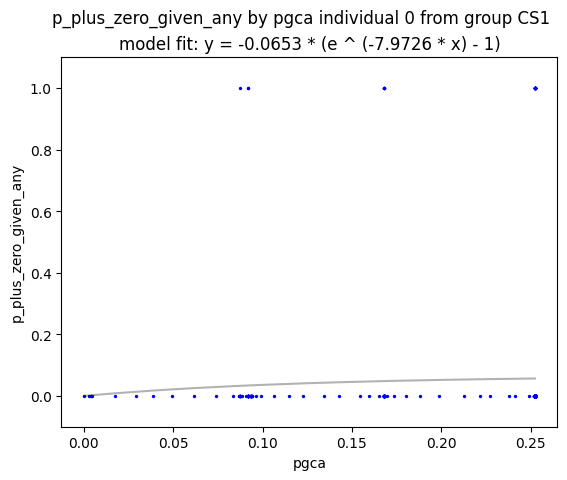 p_plus_zero_given_any by pgca individual 0 from group CS1
model fit: y = -0.0653 * (e ^ (-7.9726 * x) - 1)
1.0
0.8
0.6
0.4
0.2
0.0
p_plus_zero_given_any
0.00 0.05 0.10 0.15 0.20 0.25
pgca